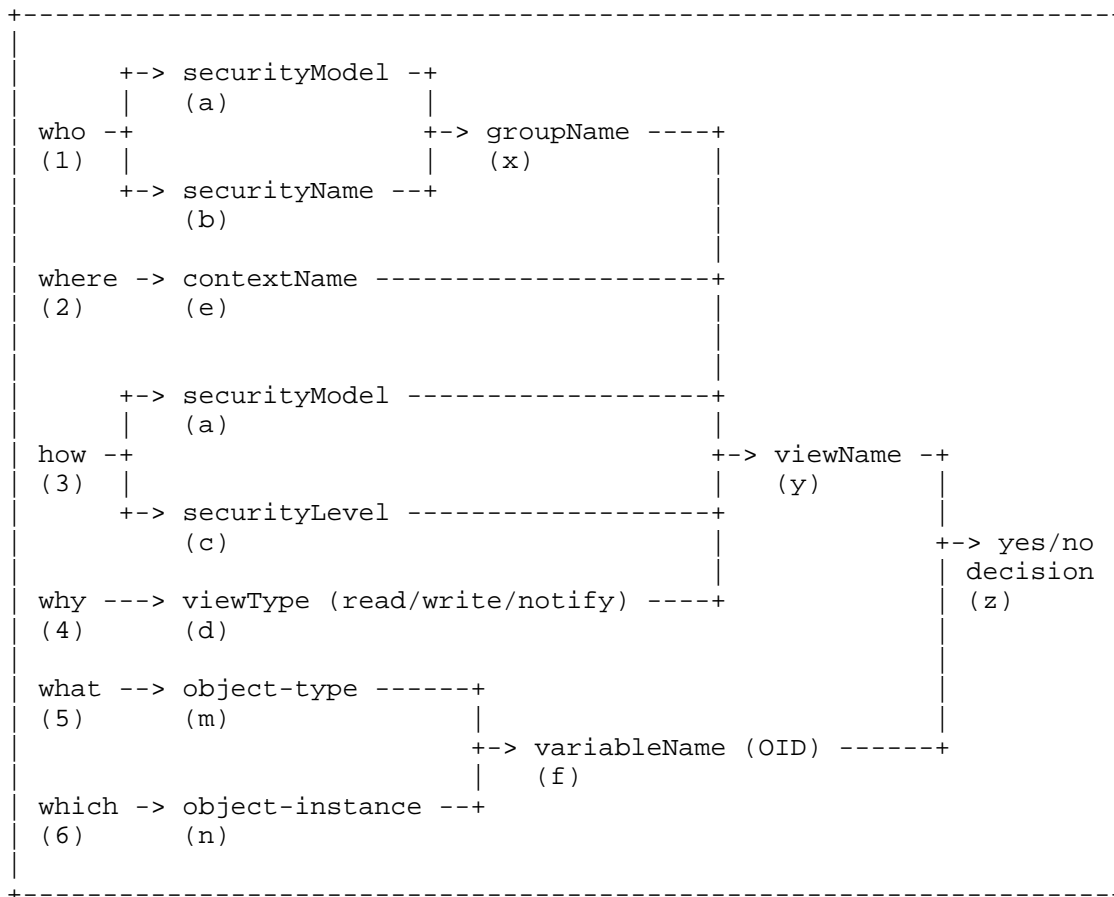 +-> securityModel -+
(a)
who -+ +-> groupName ----+
(1) (x)
+-> securityName --+
(b)
where -> contextName ---------------------+
(2) (e)
+-> securityModel -------------------+
(a)
how -+ +-> viewName -+
(3) (y)
+-> securityLevel -------------------+
(c) +-> yes/no
decision
why ---> viewType (read/write/notify) ----+ (z)
(4) (d)
what --> object-type ------+
(5) (m)
+-> variableName (OID) ------+
(f)
which -> object-instance --+
(6) (n)